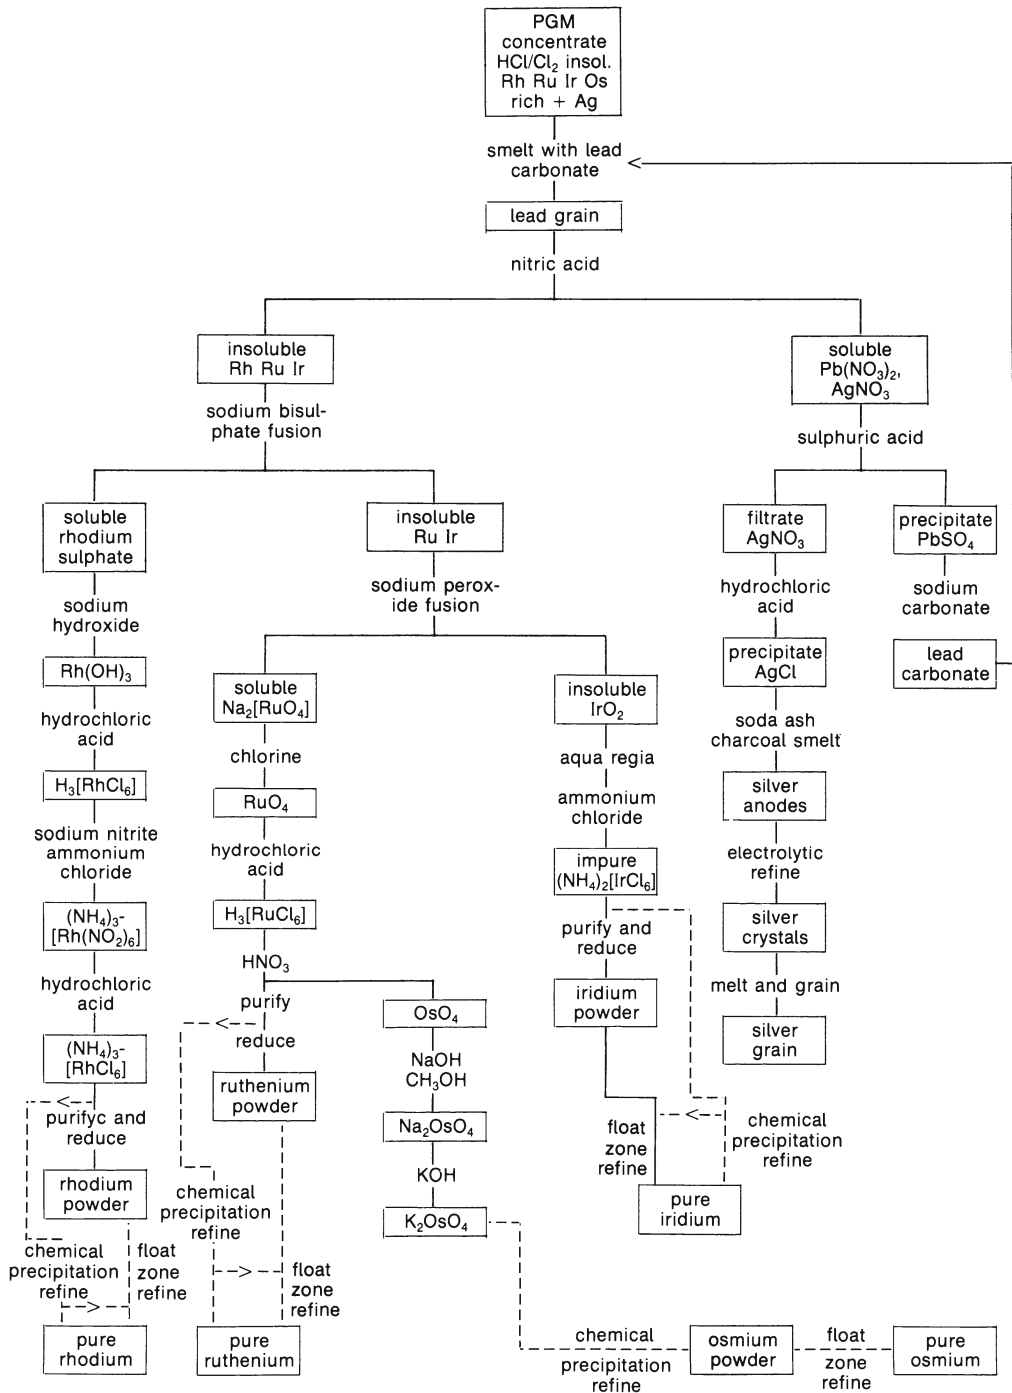 PGM
concentrate
HCl/Cl₂ insol.
Rh Ru Ir Os
rich + Ag
smelt with lead
carbonate
lead grain
nitric acid
insoluble
Rh Ru Ir
soluble
Pb(NO₃)₂,
AgNO₃
sodium bisul-
phate fusion
sulphuric acid
soluble
rhodium
sulphate
insoluble
Ru Ir
filtrate
AgNO₃
precipitate
PbSO₄
sodium
hydroxide
sodium perox-
ide fusion
hydrochloric
acid
sodium
carbonate
Rh(OH)₃
soluble
Na₂[RuO₄]
insoluble
IrO₂
precipitate
AgCl
lead
carbonate
hydrochloric
acid
chlorine
aqua regia
soda ash
charcoal smelt
H₃[RhCl₆]
RuO₄
ammonium
chloride
silver
anodes
sodium nitrite
ammonium
chloride
hydrochloric
acid
impure
(NH₄)₂[IrCl₆]
electrolytic
refine
(NH₄)₃-
[Rh(NO₂)₆]
H₃[RuCl₆]
purify and
reduce
silver
crystals
hydrochloric
acid
HNO₃
purify
reduce
OsO₄
iridium
powder
melt and grain
silver
grain
(NH₄)₃-
[RhCl₆]
ruthenium
powder
NaOH
CH₃OH
purifyc and
reduce
Na₂OsO₄
float
zone
refine
chemical
precipitation
refine
rhodium
powder
chemical
precipitation
refine
KOH
K₂OsO₄
pure
iridium
chemical
precipitation
refine
float
zone
refine
float
zone
refine
pure
rhodium
pure
ruthenium
chemical
precipitation
refine
osmium
powder
float
zone
refine
pure
osmium